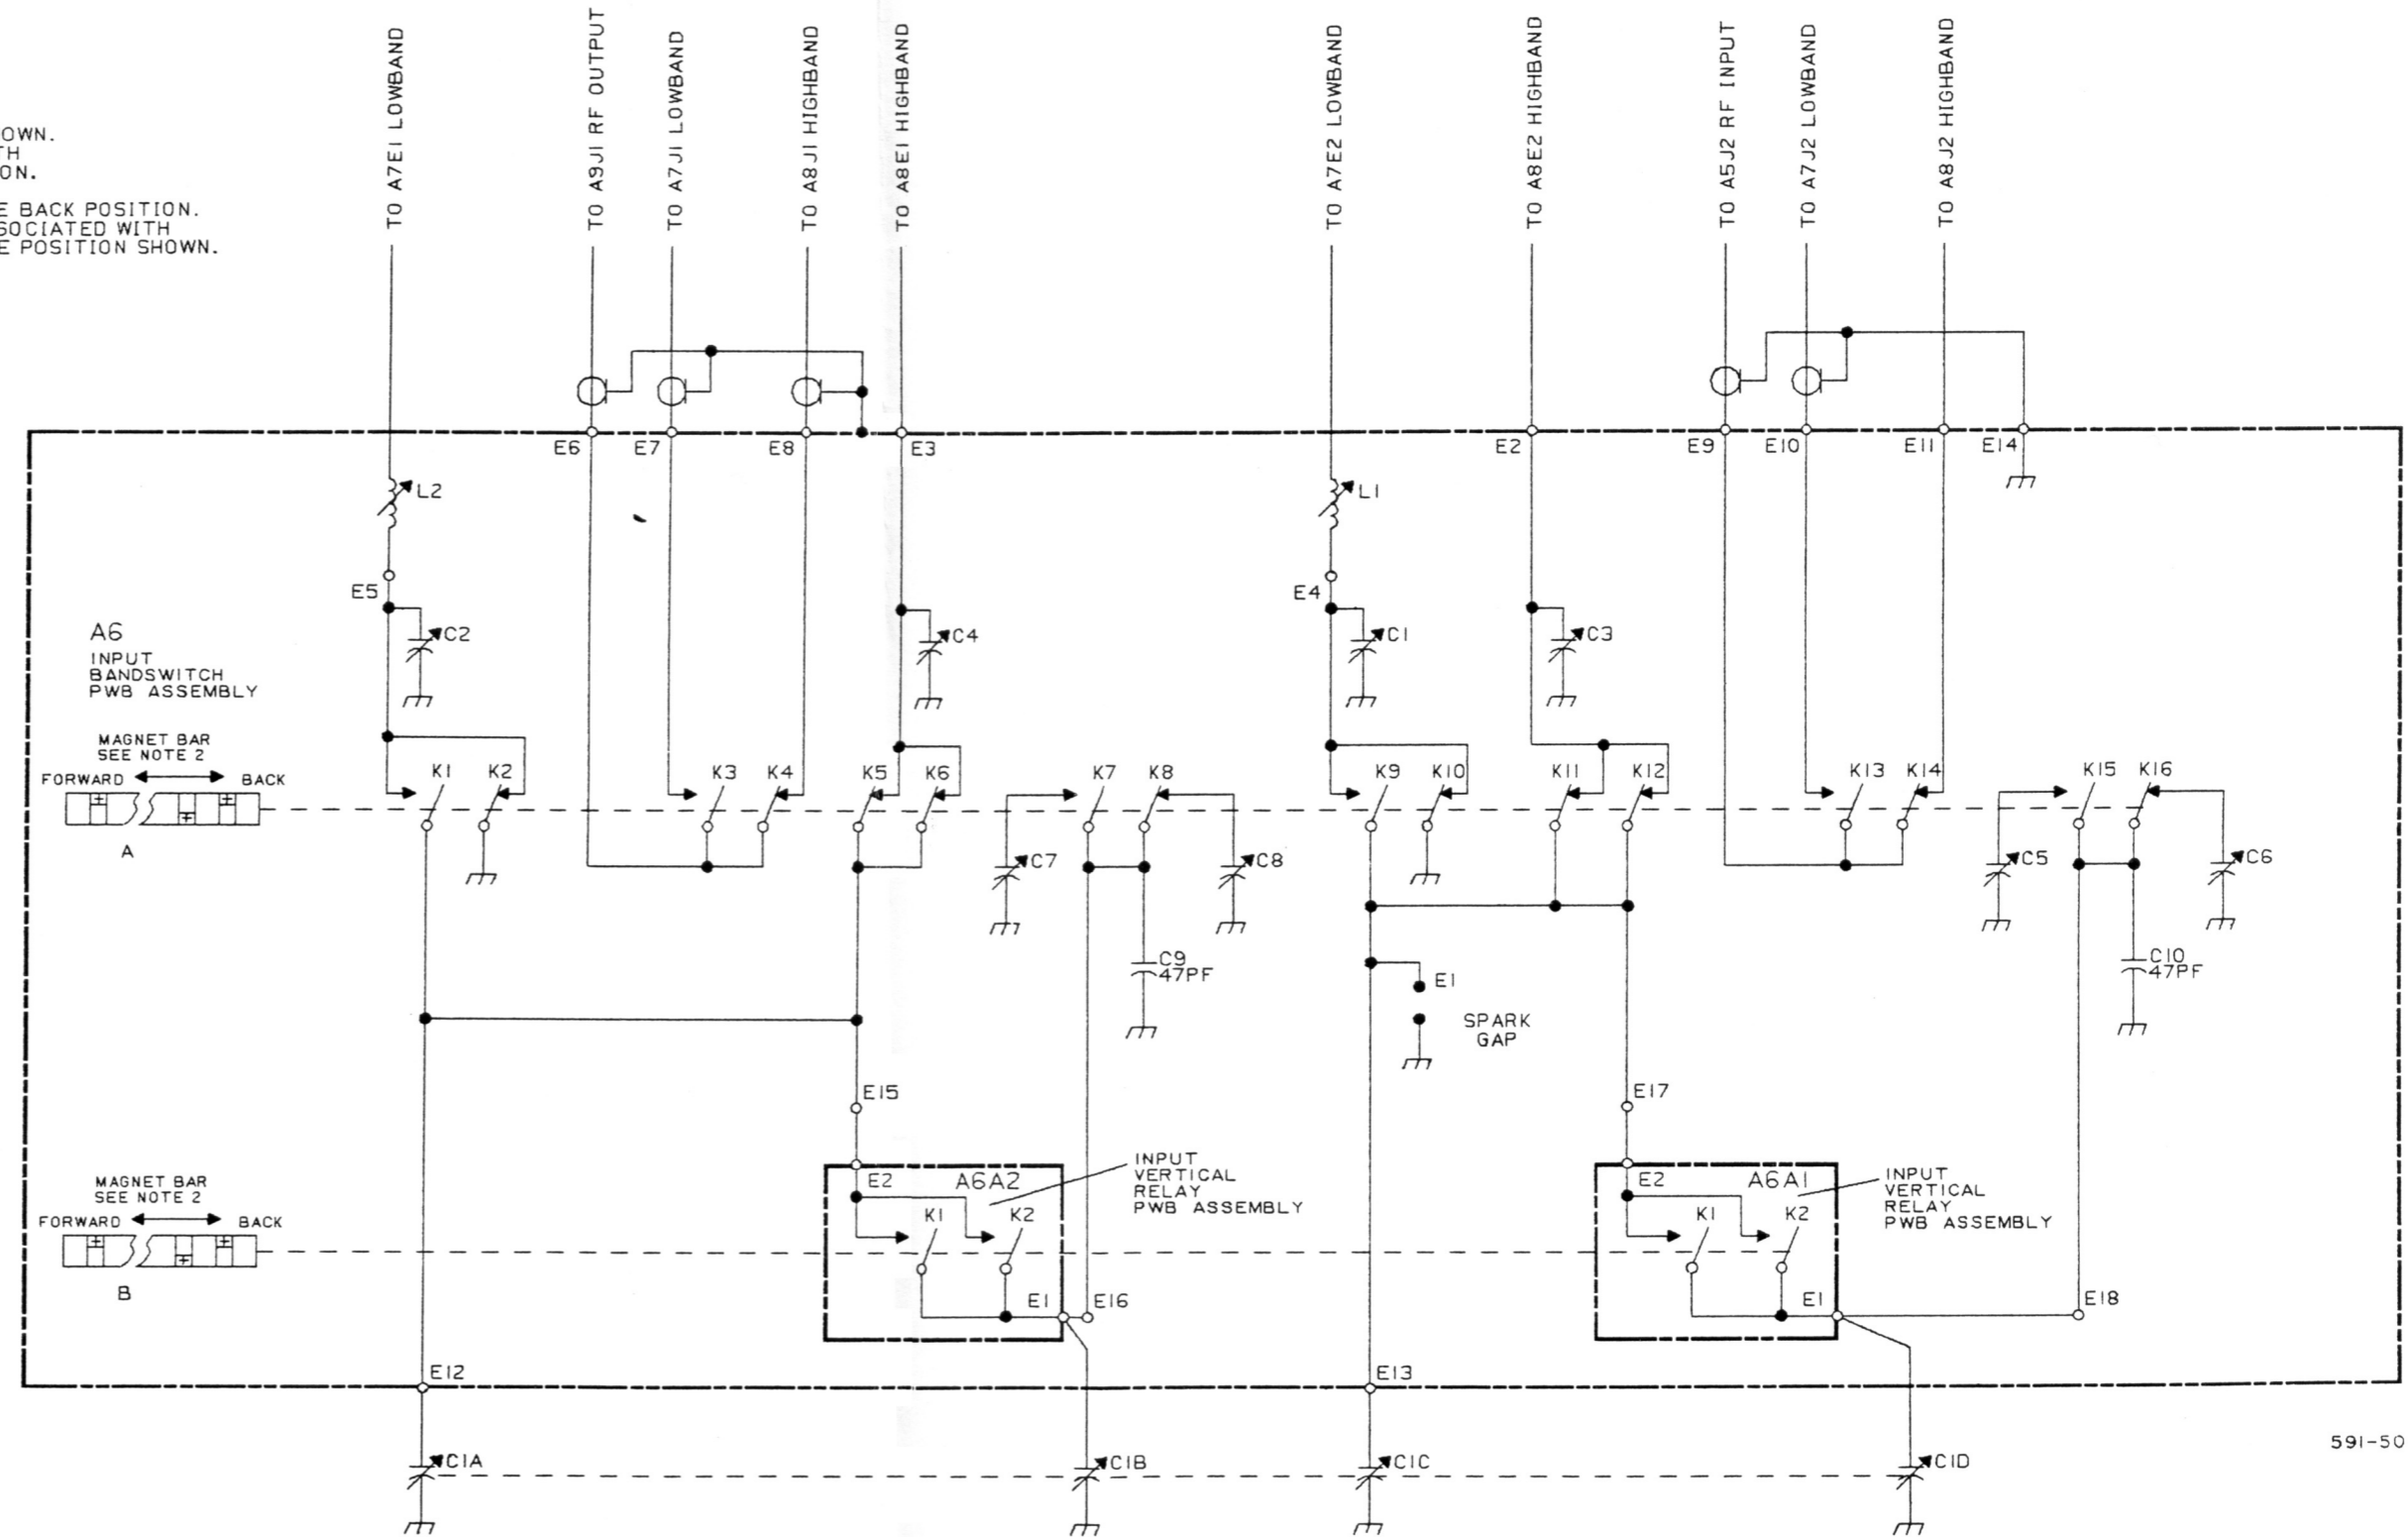 OWN.
TH
ON.
E BACK POSITION.
SOCIATED WITH
E POSITION SHOWN.
TO A7E1 LOWBAND
TO A9J1 RF OUTPUT
TO A7J1 LOWBAND
TO A8J1 HIGHBAND
TO A8E1 HIGHBAND
TO A7E2 LOWBAND
TO A8E2 HIGHBAND
TO A5J2 RF INPUT
TO A7J2 LOWBAND
TO A8J2 HIGHBAND
E6
E7
E8
E3
E2
E9
E10
E11
E14
L2
L1
E5
E4
C2
C4
C1
C3
A6
INPUT
BANDSWITCH
PWB ASSEMBLY
MAGNET BAR
SEE NOTE 2
FORWARD
BACK
A
K1
K2
K3
K4
K5
K6
K7
K8
K9
K10
K11
K12
K13
K14
K15
K16
C7
C8
C5
C6
C9
47PF
C10
47PF
E1
SPARK
GAP
E15
E17
MAGNET BAR
SEE NOTE 2
FORWARD
BACK
B
E2
A6A2
K1
K2
E1
E16
INPUT
VERTICAL
RELAY
PWB ASSEMBLY
E2
A6A1
K1
K2
E1
E18
INPUT
VERTICAL
RELAY
PWB ASSEMBLY
E12
E13
C1A
C1B
C1C
C1D
591-50